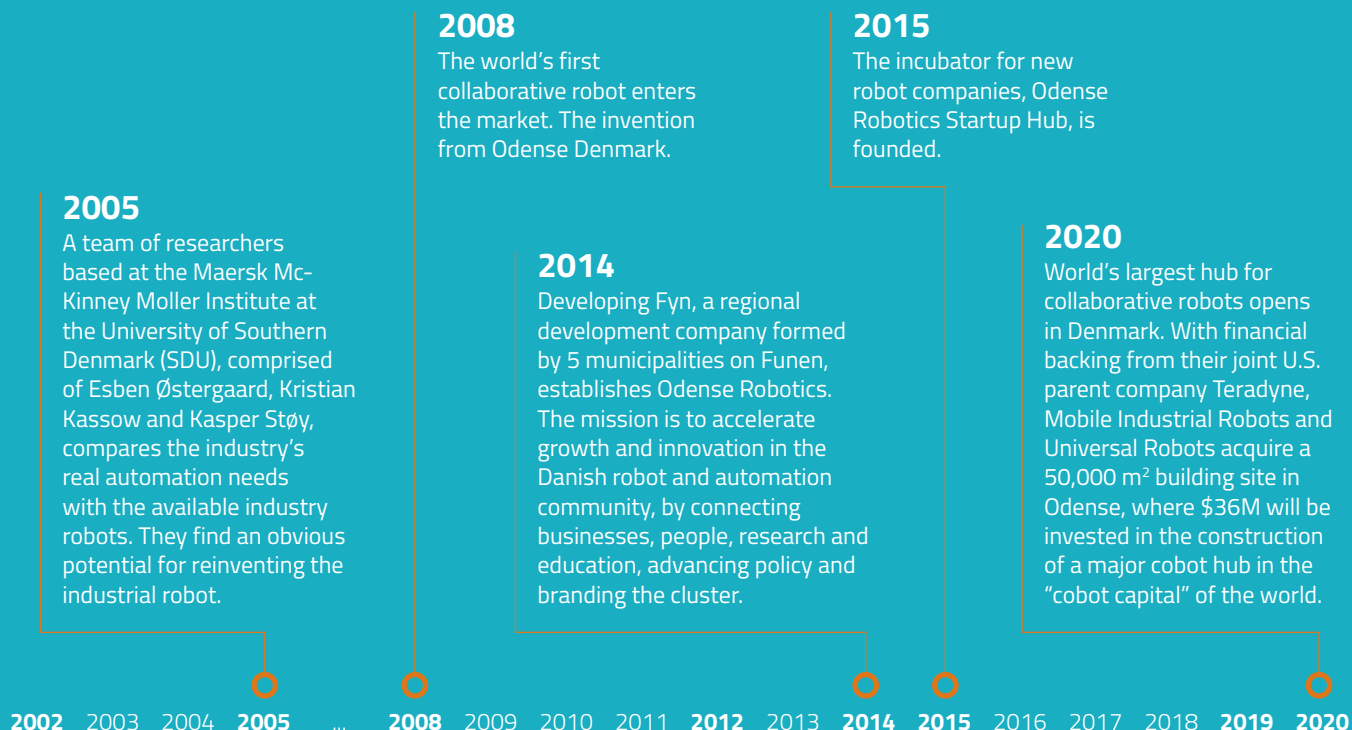 2008
The world’s first
collaborative robot enters
the market. The invention
from Odense Denmark.
2015
The incubator for new
robot companies, Odense
Robotics Startup Hub, is
founded.
2005
A team of researchers
based at the Maersk Mc-
Kinney Moller Institute at
the University of Southern
Denmark (SDU), comprised
of Esben Østergaard, Kristian
Kassow and Kasper Støy,
compares the industry’s
real automation needs
with the available industry
robots. They find an obvious
potential for reinventing the
industrial robot.
2014
Developing Fyn, a regional
development company formed
by 5 municipalities on Funen,
establishes Odense Robotics.
The mission is to accelerate
growth and innovation in the
Danish robot and automation
community, by connecting
businesses, people, research and
education, advancing policy and
branding the cluster.
2020
World’s largest hub for
collaborative robots opens
in Denmark. With financial
backing from their joint U.S.
parent company Teradyne,
Mobile Industrial Robots and
Universal Robots acquire a
50,000 m² building site in
Odense, where $36M will be
invested in the construction
of a major cobot hub in the
“cobot capital” of the world.
2002 2003 2004 2005 ... 2008 2009 2010 2011 2012 2013 2014 2015 2016 2017 2018 2019 2020